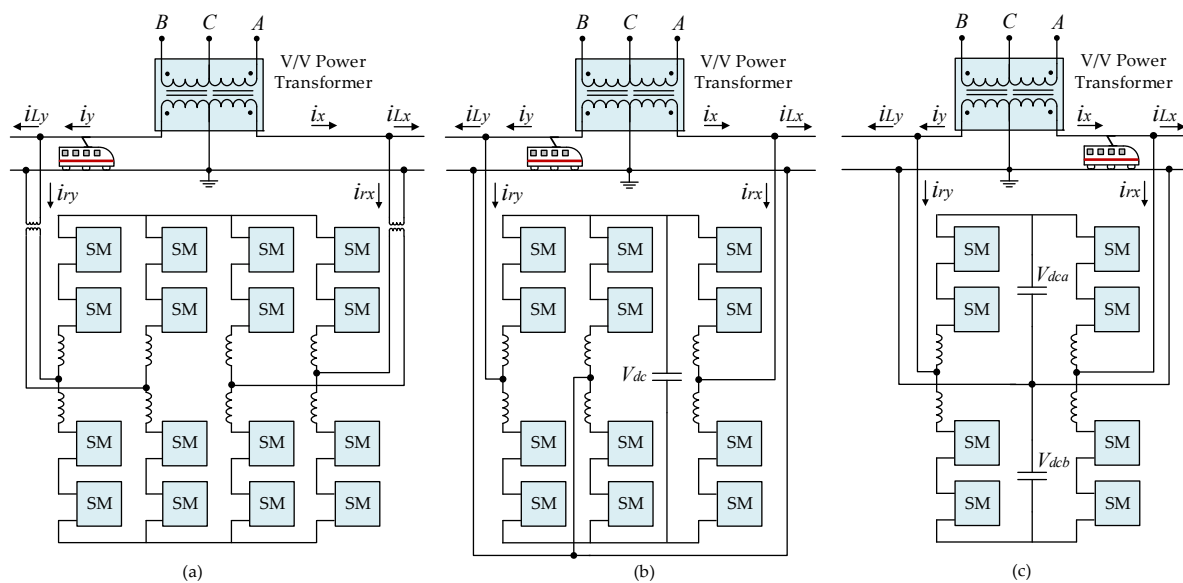 B C A
V/V Power
Transformer
iLy iy ix iLx
iry irx
SM SM SM SM
SM SM SM SM
SM SM SM SM
SM SM SM SM
(a)
B C A
V/V Power
Transformer
iLy iy ix iLx
iry irx
SM SM SM
SM SM SM
Vdc
SM SM SM
SM SM SM
(b)
B C A
V/V Power
Transformer
iLy iy ix iLx
iry irx
SM SM
Vdca
SM SM
SM SM
Vdcb
SM SM
(c)